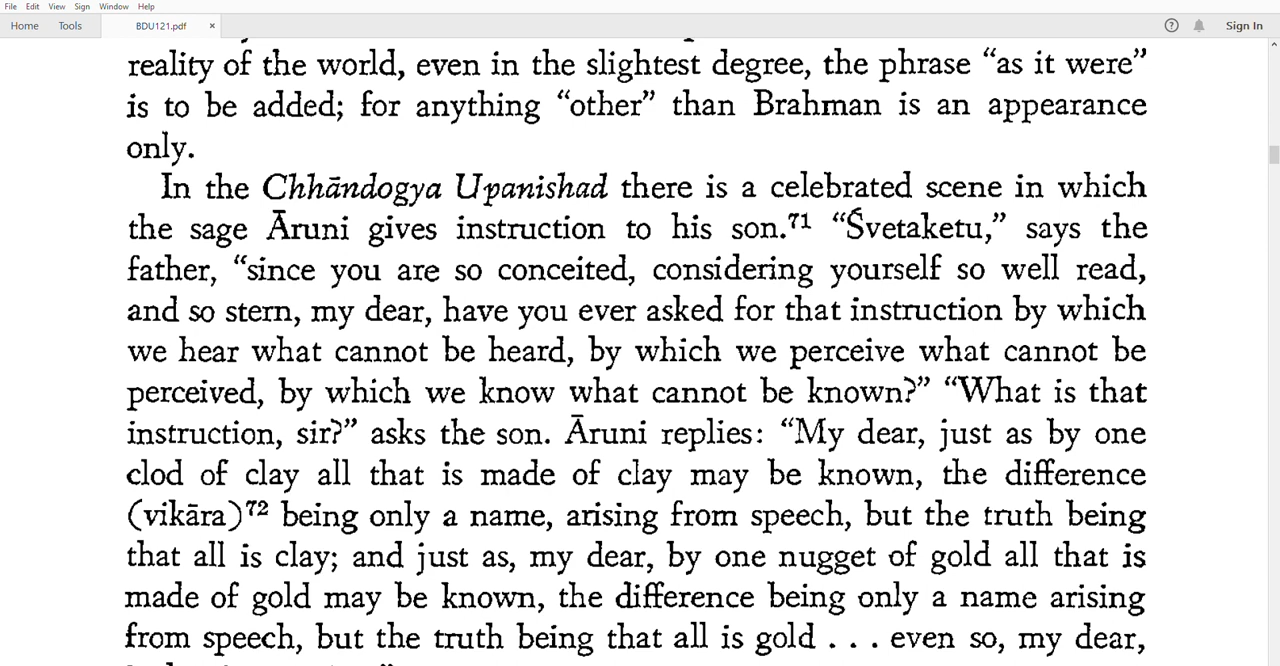 File Edit View Sign Window Help
Home Tools BDU121.pdf × ? Sign In
reality of the world, even in the slightest degree, the phrase “as it were”
is to be added; for anything “other” than Brahman is an appearance
only.
In the Chhāndogya Upanishad there is a celebrated scene in which
the sage Āruni gives instruction to his son.⁷¹ “Śvetaketu,” says the
father, “since you are so conceited, considering yourself so well read,
and so stern, my dear, have you ever asked for that instruction by which
we hear what cannot be heard, by which we perceive what cannot be
perceived, by which we know what cannot be known?” “What is that
instruction, sir?” asks the son. Āruni replies: “My dear, just as by one
clod of clay all that is made of clay may be known, the difference
(vikāra)⁷² being only a name, arising from speech, but the truth being
that all is clay; and just as, my dear, by one nugget of gold all that is
made of gold may be known, the difference being only a name arising
from speech, but the truth being that all is gold . . . even so, my dear,